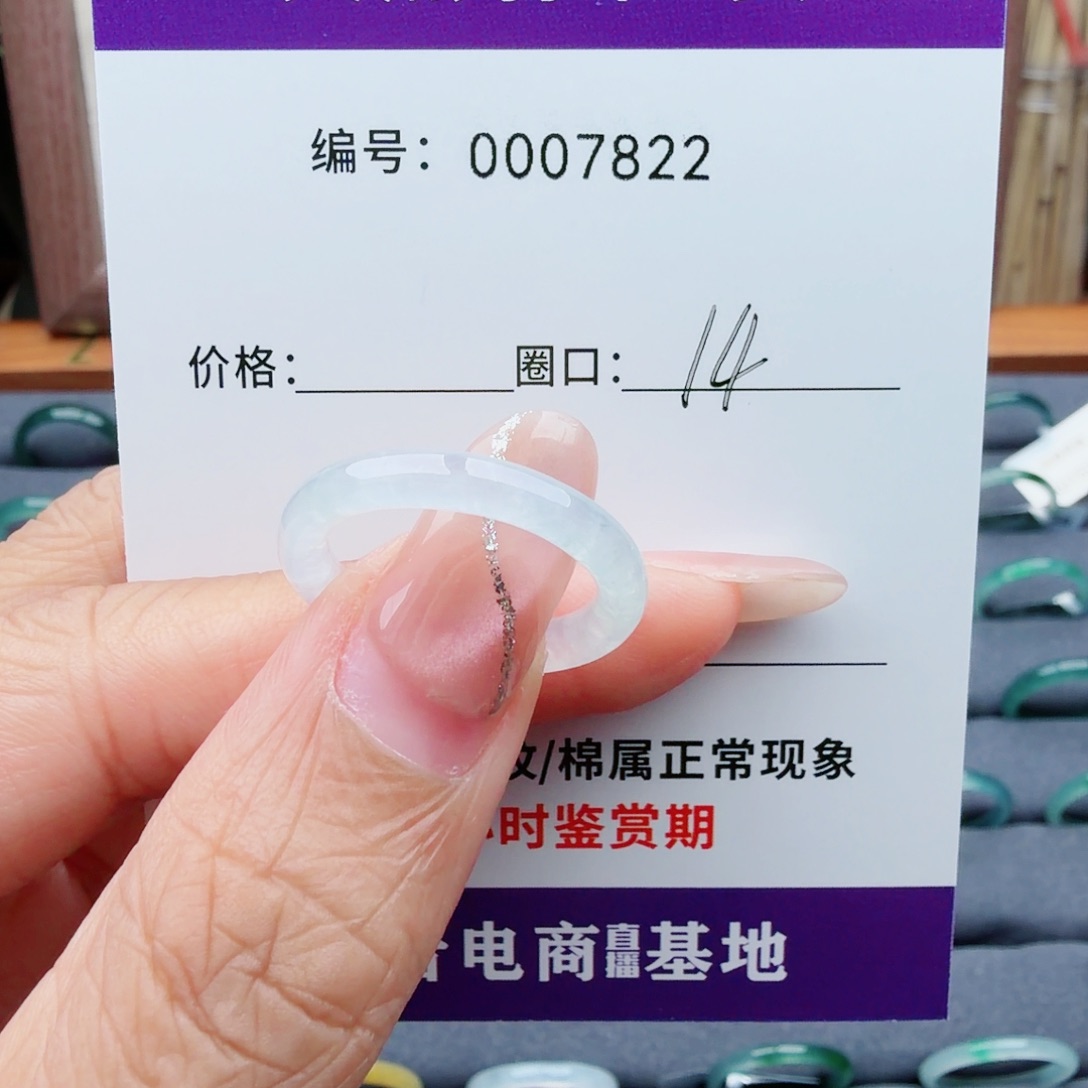 编号：0007822
价格：        圈口：14
纹/棉属正常现象
时鉴赏期
电商直播基地